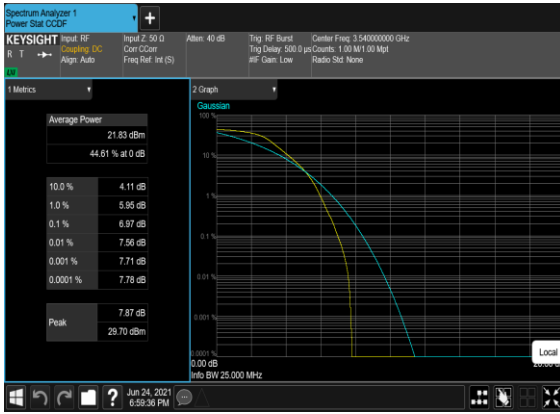 Spectrum Analyzer 1
Power Stat CCDF
KEYSIGHT
R T
Input: RF
Coupling: DC
Align: Auto
Input Z: 50 Ω
Corr CCorr
Freq Ref: Int (S)
Atten: 40 dB
Trig: RF Burst
Trig Delay: 500.0 µs
#IF Gain: Low
Center Freq: 3.540000000 GHz
Counts: 1.00 M/1.00 Mpt
Radio Std: None
1 Metrics
Average Power
21.83 dBm
44.61 % at 0 dB
10.0 % 4.11 dB
1.0 % 5.95 dB
0.1 % 6.97 dB
0.01 % 7.56 dB
0.001 % 7.71 dB
0.0001 % 7.78 dB
Peak
7.87 dB
29.70 dBm
2 Graph
Gaussian
100 %
10 %
1 %
0.1 %
0.01 %
0.001 %
0.0001 %
0.00 dB
Info BW 25.000 MHz
Local
Jun 24, 2021
6:59:36 PM